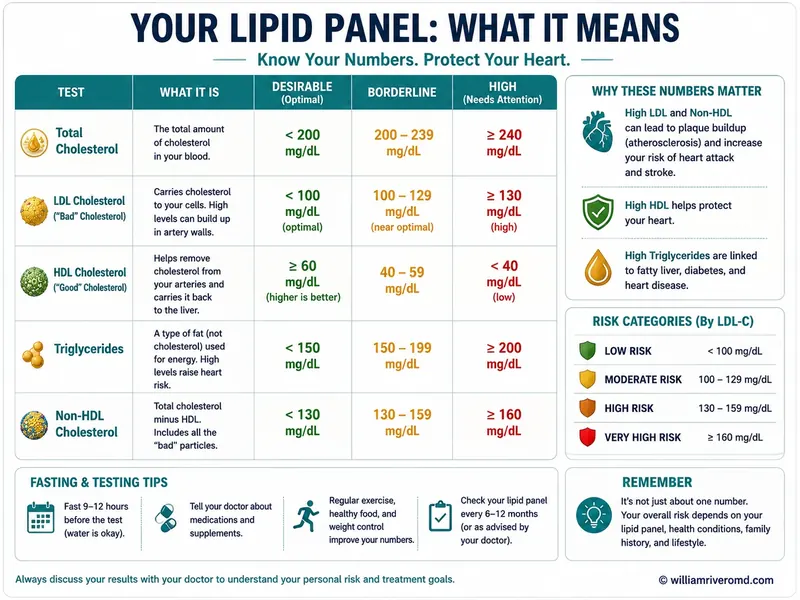 YOUR LIPID PANEL: WHAT IT MEANS
Know Your Numbers. Protect Your Heart.
TEST
WHAT IT IS
DESIRABLE
(Optimal)
BORDERLINE
HIGH
(Needs Attention)
Total
Cholesterol
The total amount
of cholesterol
in your blood.
< 200
mg/dL
200 – 239
mg/dL
≥ 240
mg/dL
LDL Cholesterol
("Bad" Cholesterol)
Carries cholesterol
to your cells. High
levels can build up
in artery walls.
< 100
mg/dL
(optimal)
100 – 129
mg/dL
(near optimal)
≥ 130
mg/dL
(high)
HDL Cholesterol
("Good" Cholesterol)
Helps remove
cholesterol from
your arteries and
carries it back
to the liver.
≥ 60
mg/dL
(higher is better)
40 – 59
mg/dL
< 40
mg/dL
(low)
Triglycerides
A type of fat (not
cholesterol) used
for energy. High
levels raise heart
risk.
< 150
mg/dL
150 – 199
mg/dL
≥ 200
mg/dL
Non-HDL
Cholesterol
Total cholesterol
minus HDL.
Includes all the
"bad" particles.
< 130
mg/dL
130 – 159
mg/dL
≥ 160
mg/dL
WHY THESE NUMBERS MATTER
High LDL and Non-HDL
can lead to plaque buildup
(atherosclerosis) and increase
your risk of heart attack
and stroke.
High HDL helps protect
your heart.
High Triglycerides are linked
to fatty liver, diabetes, and
heart disease.
RISK CATEGORIES (By LDL-C)
LOW RISK < 100 mg/dL
MODERATE RISK 100 – 129 mg/dL
HIGH RISK 130 – 159 mg/dL
VERY HIGH RISK ≥ 160 mg/dL
FASTING & TESTING TIPS
Fast 9–12 hours
before the test
(water is okay).
Tell your doctor about
medications and
supplements.
Regular exercise,
healthy food, and
weight control
improve your numbers.
Check your lipid panel
every 6–12 months
(or as advised by
your doctor).
REMEMBER
It's not just about one number.
Your overall risk depends on your
lipid panel, health conditions, family
history, and lifestyle.
Always discuss your results with your doctor to understand your personal risk and treatment goals.
© williamriveromd.com